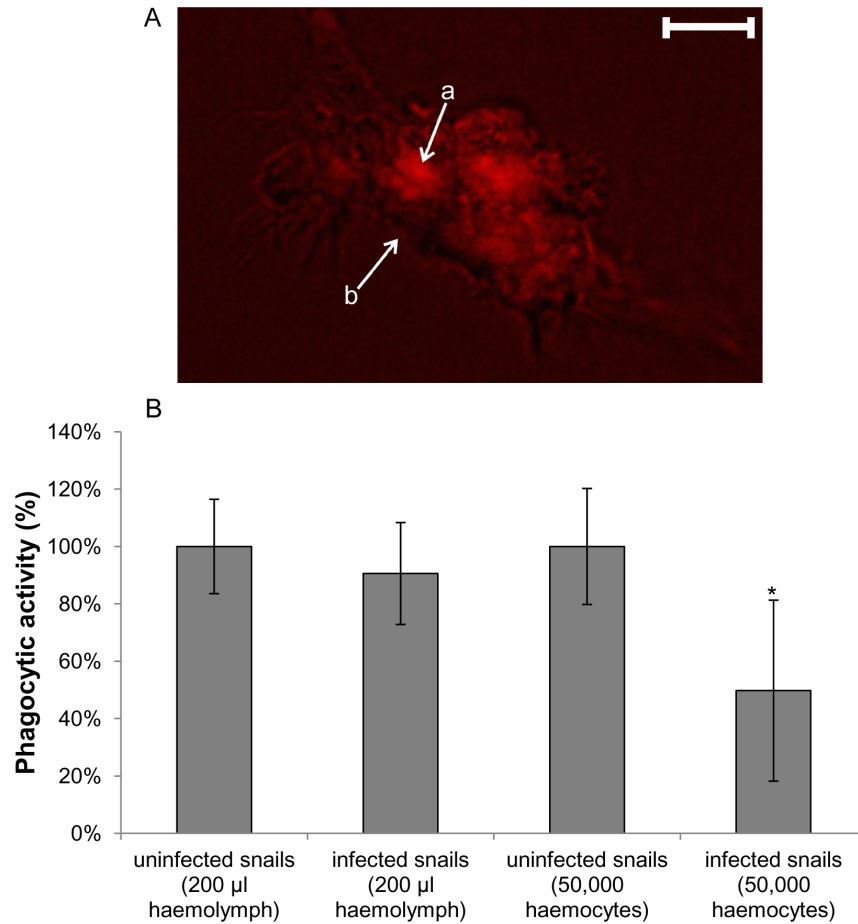 A
a
b
B
140%
120%
100%
80%
60%
40%
20%
0%
Phagocytic activity (%)
*
uninfected snails
(200 µl
haemolymph)
infected snails
(200 µl
haemolymph)
uninfected snails
(50,000
haemocytes)
infected snails
(50,000
haemocytes)